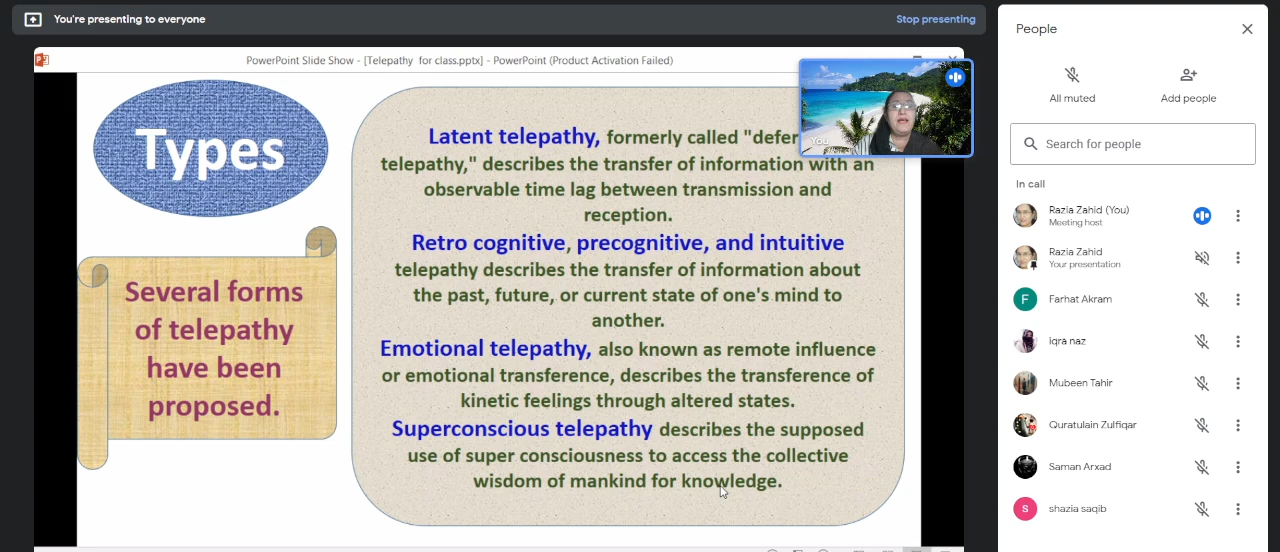 You're presenting to everyone
Stop presenting
PowerPoint Slide Show - [Telepathy for class.pptx] - PowerPoint (Product Activation Failed)
Types
Several forms
of telepathy
have been
proposed.
Latent telepathy, formerly called "defer
telepathy," describes the transfer of information with an
observable time lag between transmission and
reception.
Retro cognitive, precognitive, and intuitive
telepathy describes the transfer of information about
the past, future, or current state of one's mind to
another.
Emotional telepathy, also known as remote influence
or emotional transference, describes the transference of
kinetic feelings through altered states.
Superconscious telepathy describes the supposed
use of super consciousness to access the collective
wisdom of mankind for knowledge.
You
People
All muted
Add people
Search for people
In call
Razia Zahid (You)
Meeting host
Razia Zahid
Your presentation
F
Farhat Akram
iqra naz
Mubeen Tahir
Quratulain Zulfiqar
Saman Arxad
S
shazia saqib